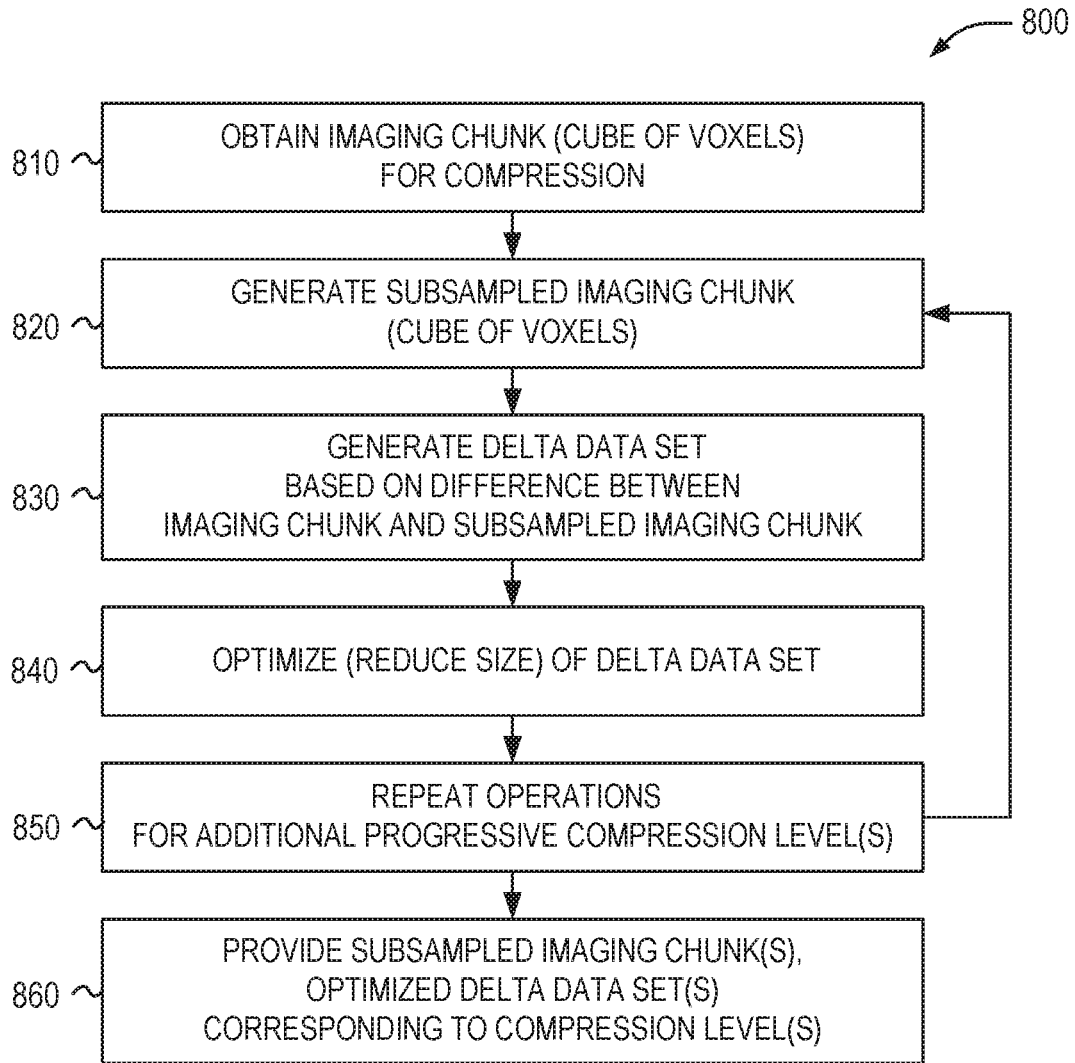 800
810
OBTAIN IMAGING CHUNK (CUBE OF VOXELS)
FOR COMPRESSION
820
GENERATE SUBSAMPLED IMAGING CHUNK
(CUBE OF VOXELS)
830
GENERATE DELTA DATA SET
BASED ON DIFFERENCE BETWEEN
IMAGING CHUNK AND SUBSAMPLED IMAGING CHUNK
840
OPTIMIZE (REDUCE SIZE) OF DELTA DATA SET
850
REPEAT OPERATIONS
FOR ADDITIONAL PROGRESSIVE COMPRESSION LEVEL(S)
860
PROVIDE SUBSAMPLED IMAGING CHUNK(S),
OPTIMIZED DELTA DATA SET(S)
CORRESPONDING TO COMPRESSION LEVEL(S)